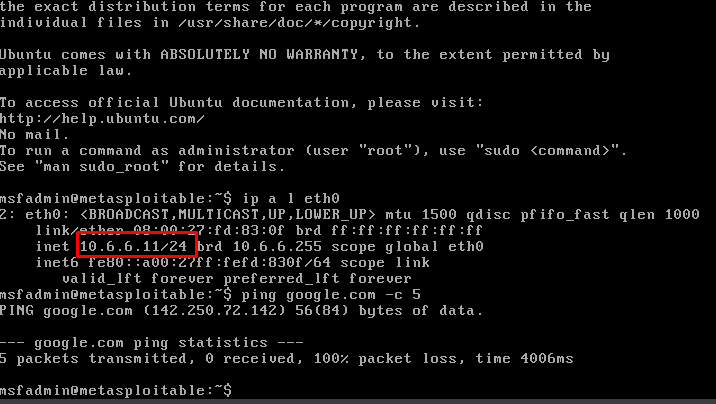 the exact distribution terms for each program are described in the
individual files in /usr/share/doc/*/copyright.
Ubuntu comes with ABSOLUTELY NO WARRANTY, to the extent permitted by
applicable law.
To access official Ubuntu documentation, please visit:
http://help.ubuntu.com/
No mail.
To run a command as administrator (user "root"), use "sudo <command>".
See "man sudo_root" for details.
msfadmin@metasploitable:~$ ip a l eth0
2: eth0: <BROADCAST,MULTICAST,UP,LOWER_UP> mtu 1500 qdisc pfifo_fast qlen 1000
link/ether 08:00:27:fd:83:0f brd ff:ff:ff:ff:ff:ff
inet 10.6.6.11/24 brd 10.6.6.255 scope global eth0
inet6 fe80::a00:27ff:fefd:830f/64 scope link
valid_lft forever preferred_lft forever
msfadmin@metasploitable:~$ ping google.com -c 5
PING google.com (142.250.72.142) 56(84) bytes of data.
--- google.com ping statistics ---
5 packets transmitted, 0 received, 100% packet loss, time 4006ms
msfadmin@metasploitable:~$